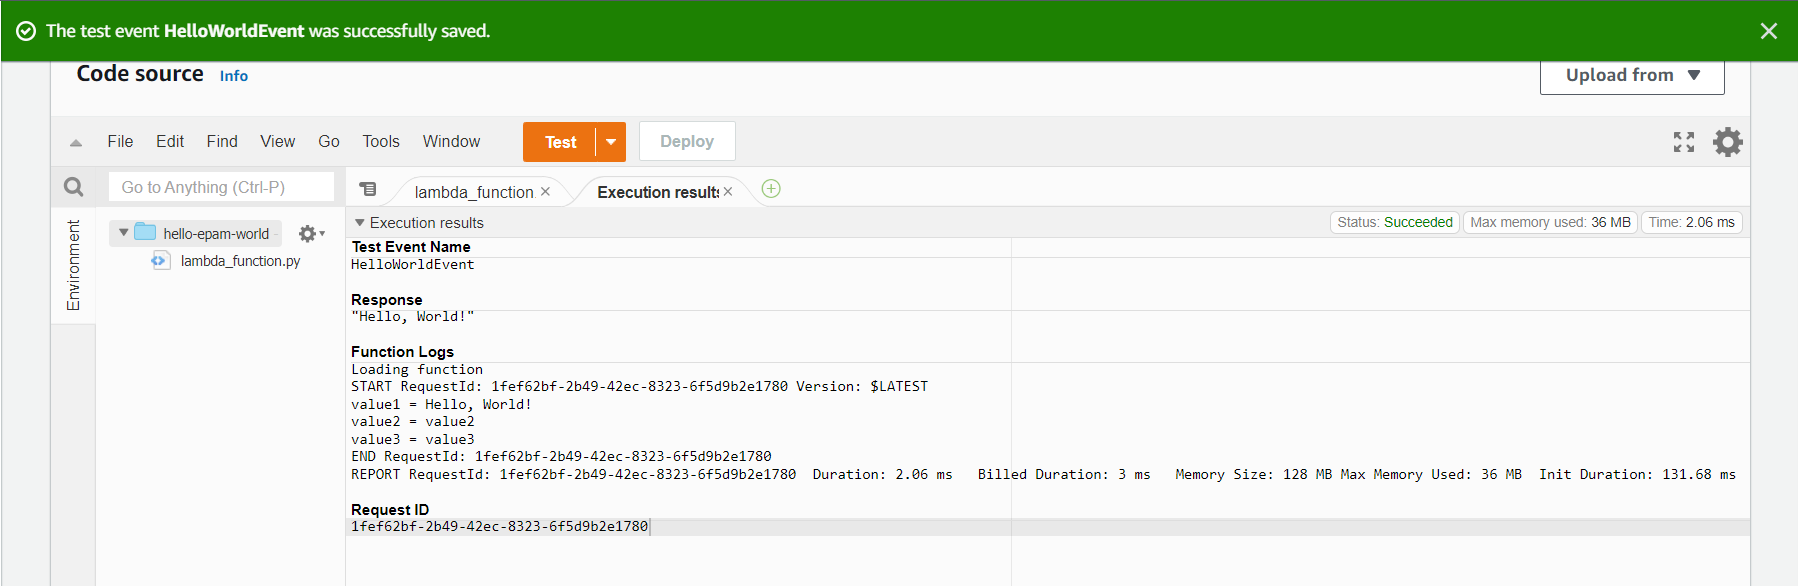 The test event HelloWorldEvent was successfully saved.
Code source Info
Upload from
File Edit Find View Go Tools Window Test Deploy
Go to Anything (Ctrl-P)
lambda_function
Execution results
Environment
hello-epam-world
lambda_function.py
Execution results
Status: Succeeded
Max memory used: 36 MB
Time: 2.06 ms
Test Event Name
HelloWorldEvent
Response
"Hello, World!"
Function Logs
Loading function
START RequestId: 1fef62bf-2b49-42ec-8323-6f5d9b2e1780 Version: $LATEST
value1 = Hello, World!
value2 = value2
value3 = value3
END RequestId: 1fef62bf-2b49-42ec-8323-6f5d9b2e1780
REPORT RequestId: 1fef62bf-2b49-42ec-8323-6f5d9b2e1780 Duration: 2.06 ms Billed Duration: 3 ms Memory Size: 128 MB Max Memory Used: 36 MB Init Duration: 131.68 ms
Request ID
1fef62bf-2b49-42ec-8323-6f5d9b2e1780